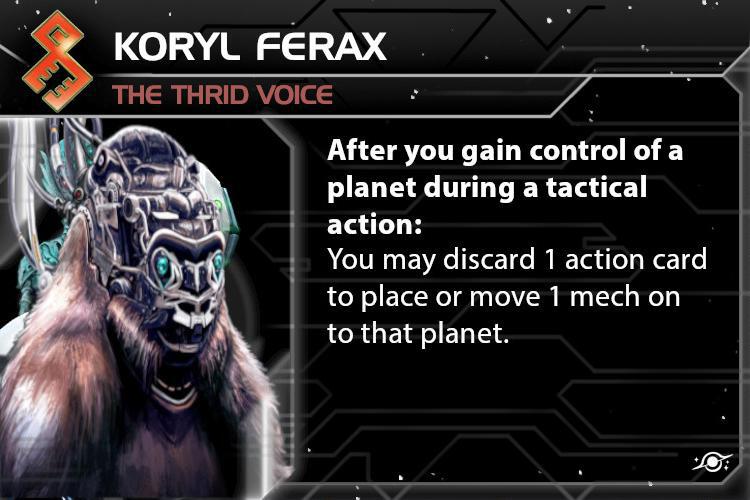 KORYL FERAX
THE THRID VOICE
After you gain control of a
planet during a tactical
action:
You may discard 1 action card
to place or move 1 mech on
to that planet.